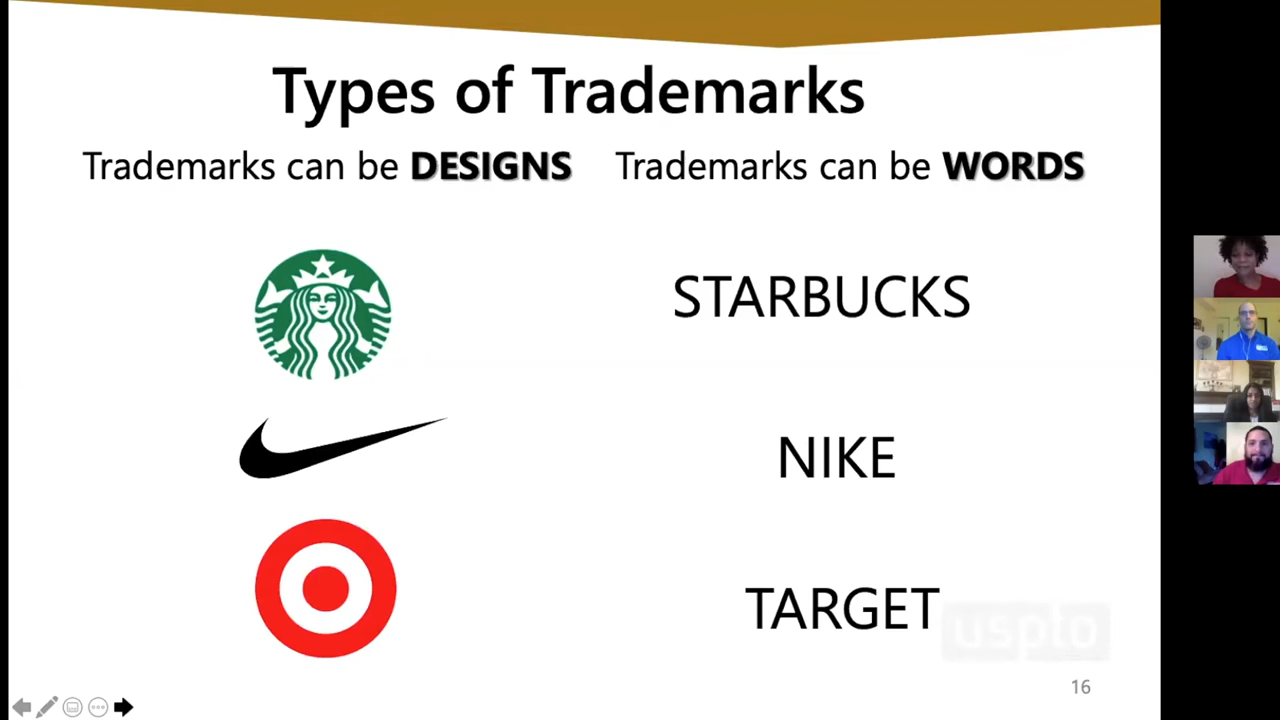 Types of Trademarks
Trademarks can be DESIGNS
Trademarks can be WORDS
STARBUCKS
NIKE
TARGET
uspto
16